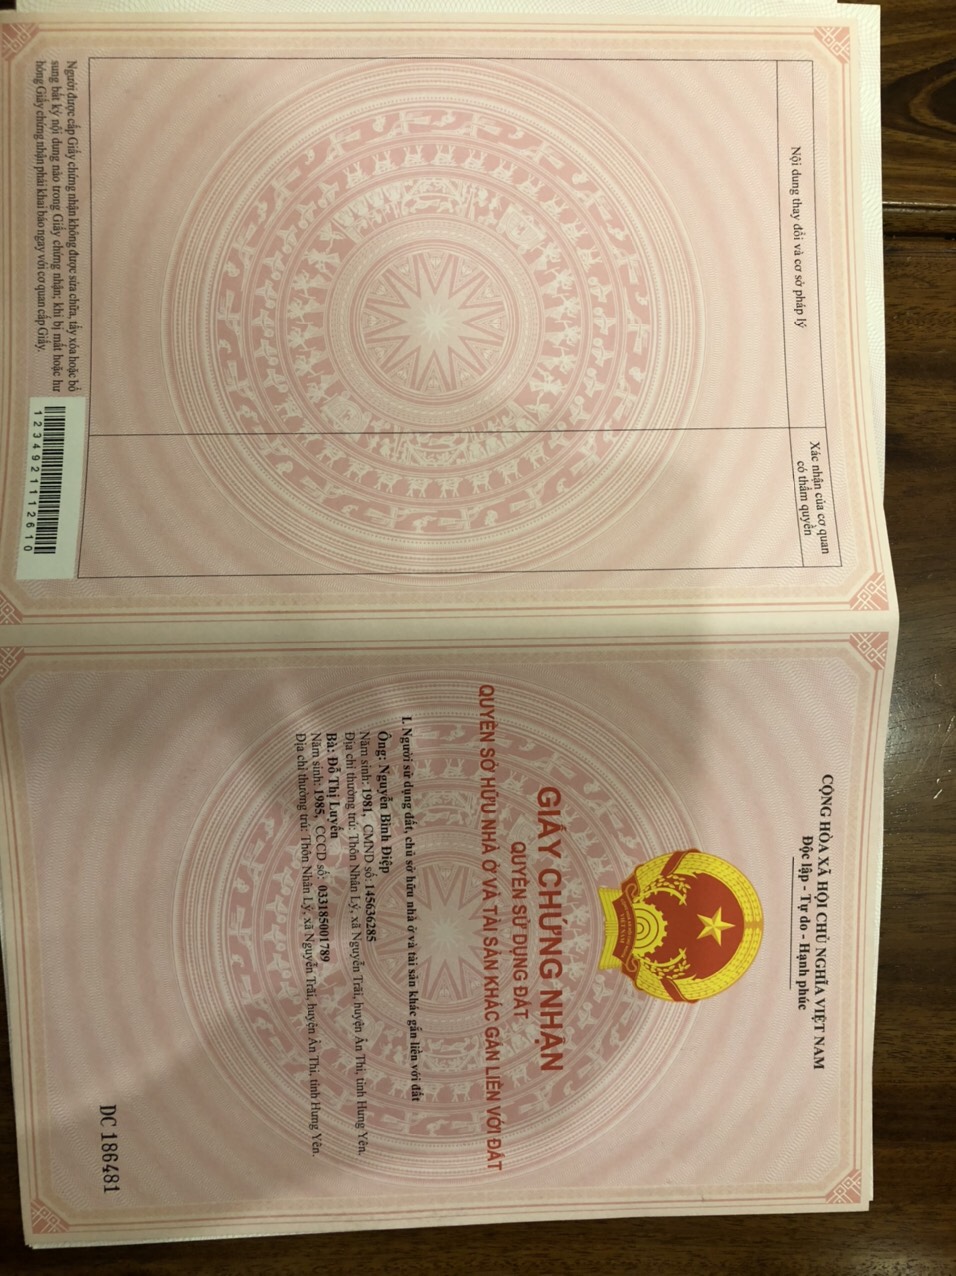 Nội dung thay đổi và cơ sở pháp lý
Xác nhận của cơ quan
có thẩm quyền
Người được cấp Giấy chứng nhận không được sửa chữa, tẩy xóa hoặc bổ
sung bất kỳ nội dung nào trong Giấy chứng nhận; khi bị mất hoặc hư
hỏng Giấy chứng nhận phải khai báo ngay với cơ quan cấp Giấy.
1234921112610
CỘNG HÒA XÃ HỘI CHỦ NGHĨA VIỆT NAM
Độc lập - Tự do - Hạnh phúc
GIẤY CHỨNG NHẬN
QUYỀN SỬ DỤNG ĐẤT
QUYỀN SỞ HỮU NHÀ Ở VÀ TÀI SẢN KHÁC GẮN LIỀN VỚI ĐẤT
I. Người sử dụng đất, chủ sở hữu nhà ở và tài sản khác gắn liền với đất
Ông: Nguyễn Bình Điệp
Năm sinh: 1981, CMND số: 145636285
Địa chỉ thường trú: Thôn Nhân Lý, xã Nguyễn Trãi, huyện Ân Thi, tỉnh Hưng Yên.
Bà: Đỗ Thị Luyến
Năm sinh: 1985, CCCD số: 033185001789
Địa chỉ thường trú: Thôn Nhân Lý, xã Nguyễn Trãi, huyện Ân Thi, tỉnh Hưng Yên.
DC 186481